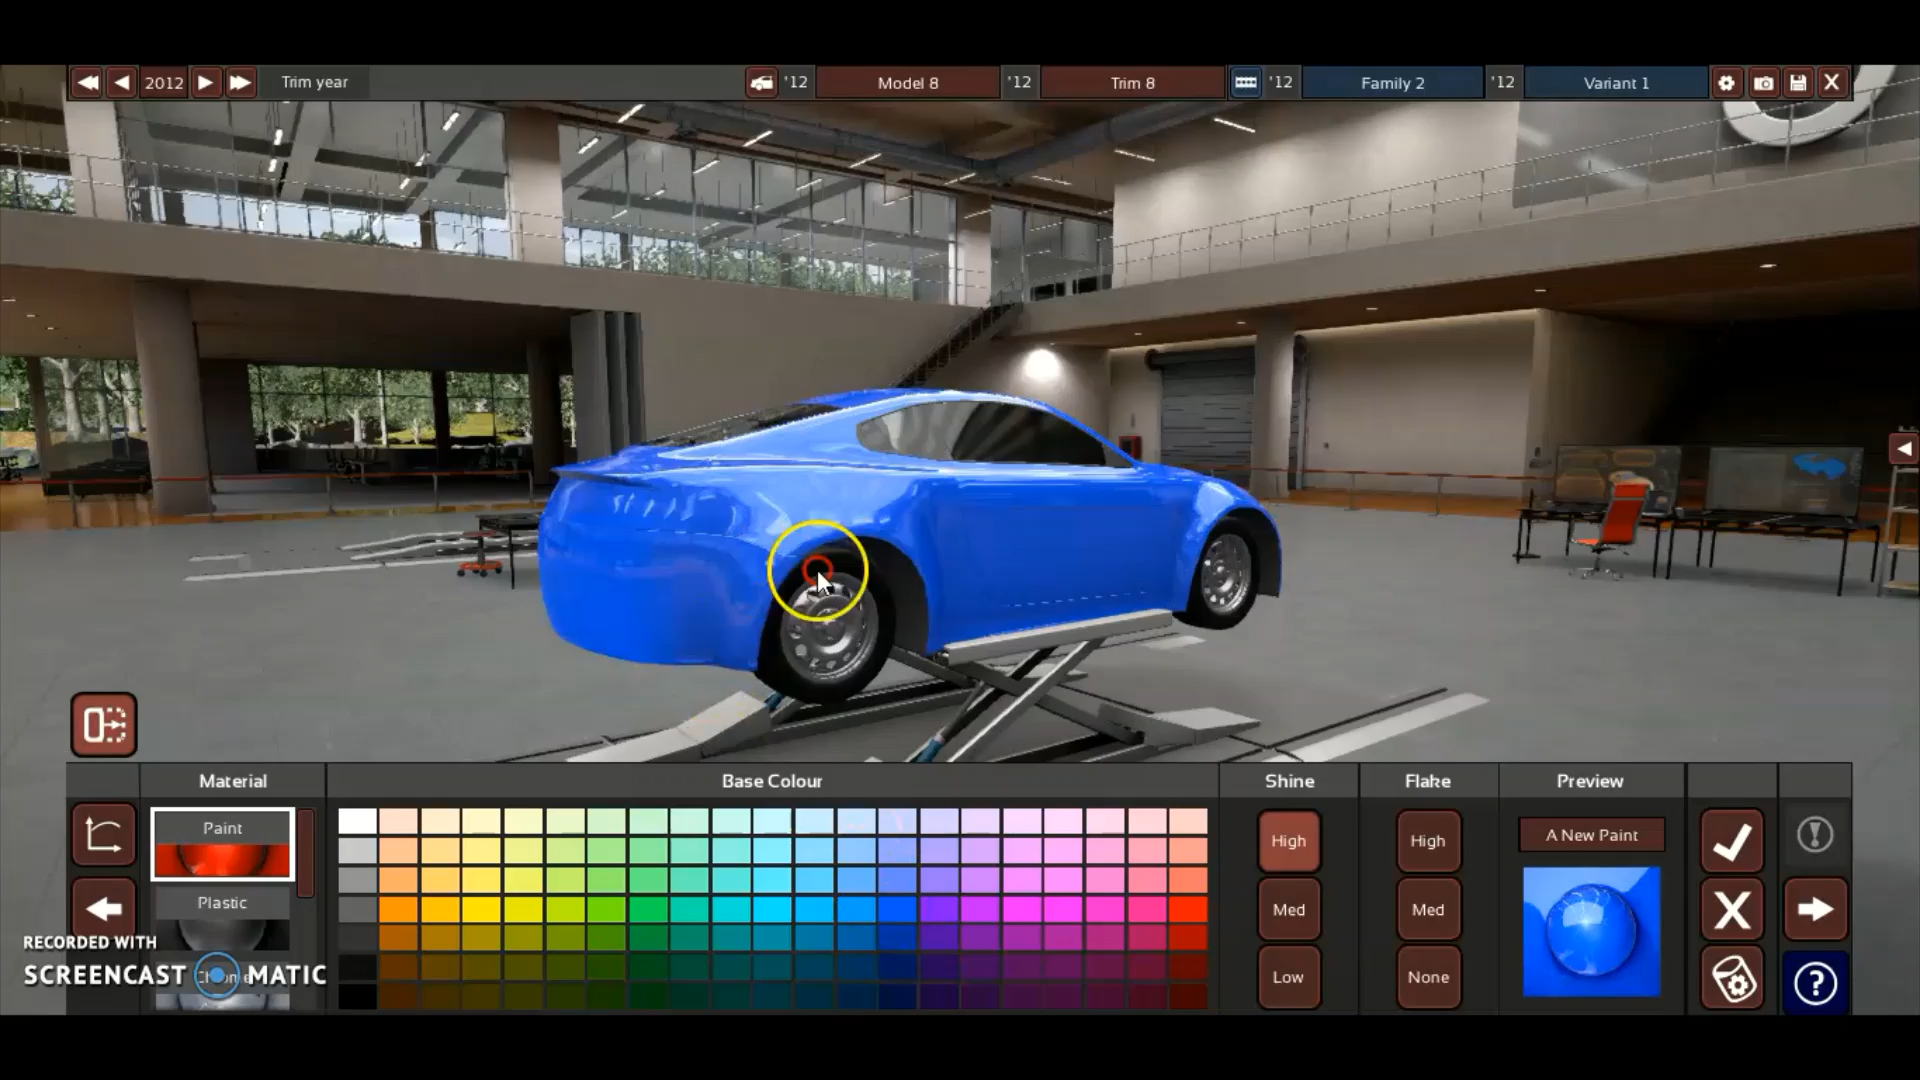 2012 Trim year '12 Model 8 '12 Trim 8 '12 Family 2 '12 Variant 1
Material Base Colour Shine Flake Preview
Paint
High High A New Paint
Plastic
Med Med
RECORDED WITH
SCREENCAST MATIC
Chrome
Low None